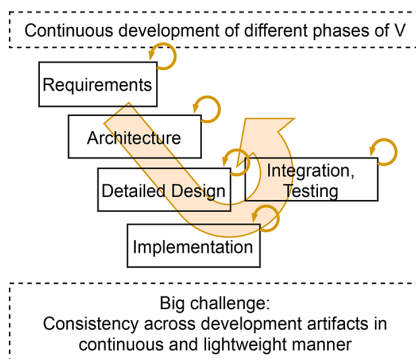 Continuous development of different phases of V
Requirements
Architecture
Detailed Design
Integration,
Testing
Implementation
Big challenge:
Consistency across development artifacts in
continuous and lightweight manner